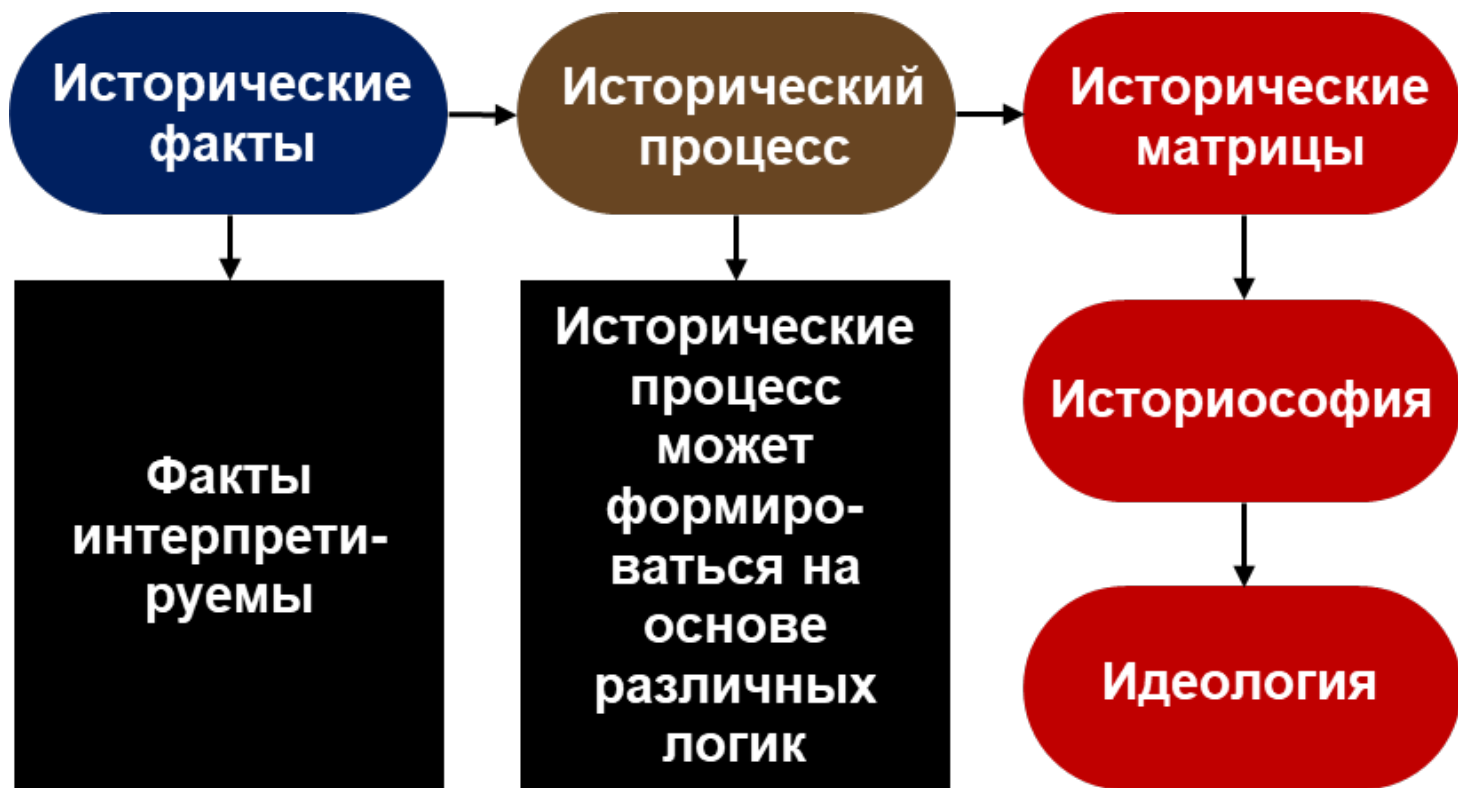 Исторические
факты
Исторический
процесс
Исторические
матрицы
Факты
интерпрети-
руемы
Исторические
процесс
может
формиро-
ваться на
основе
различных
логик
Историософия
Идеология